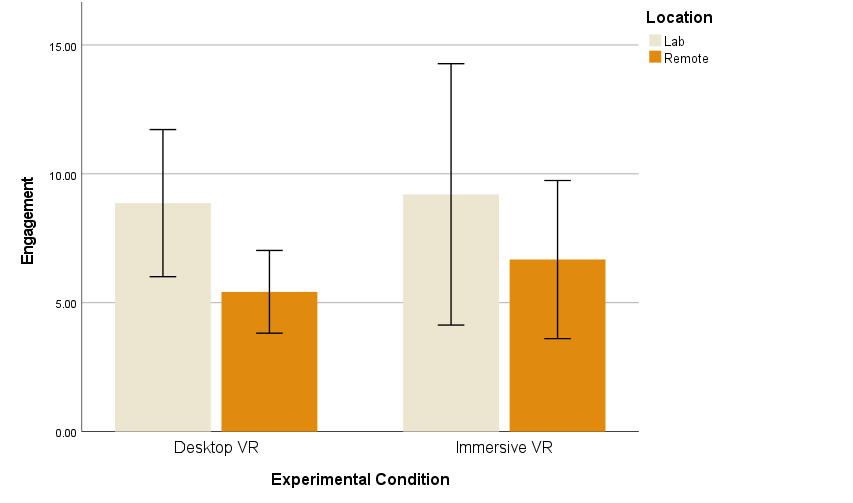 Location
Lab
Remote
15.00
10.00
5.00
0.00
Engagement
Desktop VR
Immersive VR
Experimental Condition